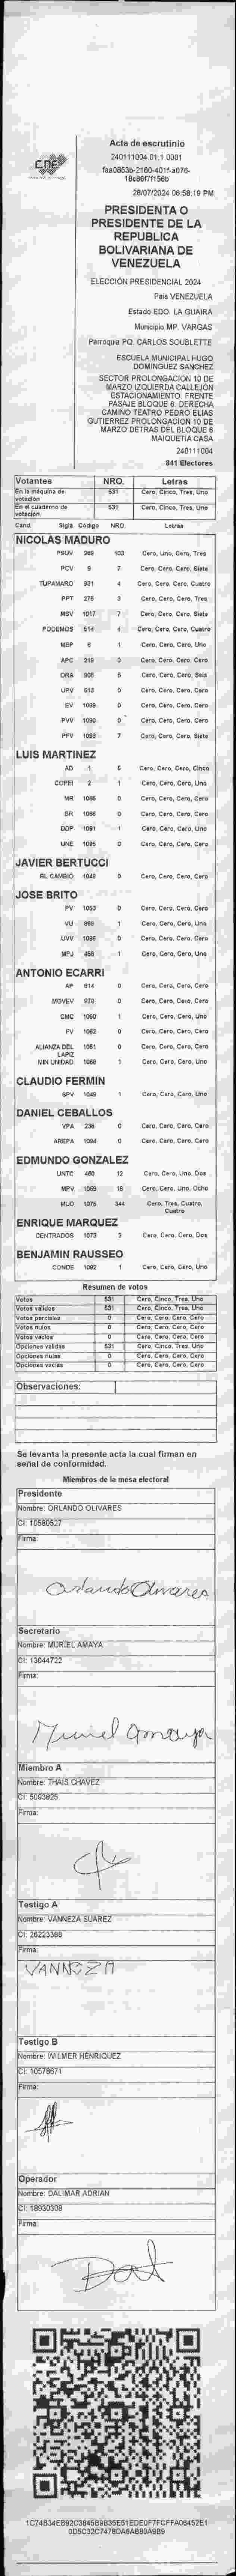 CNE
Acta de escrutinio
240111004.01.1.0001
28/07/2024 06:58:19 PM
PRESIDENTA O
PRESIDENTE DE LA
REPUBLICA
BOLIVARIANA DE
VENEZUELA
ELECCIÓN PRESIDENCIAL 2024
País VENEZUELA
Estado EDO. LA GUAIRA
Municipio MP. VARGAS
Parroquia PQ. CARLOS SOUBLETTE
ESCUELA MUNICIPAL HUGO
DOMINGUEZ SANCHEZ
SECTOR PROLONGACIÓN 10 DE
MARZO IZQUIERDA CALLEJÓN
ESTACIONAMIENTO. FRENTE
PASAJE BLOQUE 6. DERECHA
CAMINO TEATRO PEDRO ELIAS
GUTIERREZ PROLONGACIÓN 10 DE
MARZO DETRAS DEL BLOQUE 6
MAIQUETIA CASA
240111004
841 Electores
Votantes NRO. Letras
En la máquina de votación 531 Cero, Cinco, Tres, Uno
En el cuaderno de votación 531 Cero, Cinco, Tres, Uno
Cand. Sigla Código NRO. Letras
NICOLAS MADURO
PSUV 269 103 Cero, Uno, Cero, Tres
PCV 9 7 Cero, Cero, Cero, Siete
TUPAMARO 931 4 Cero, Cero, Cero, Cuatro
PPT 276 3 Cero, Cero, Cero, Tres
MSV 1017 7 Cero, Cero, Cero, Siete
PODEMOS 514 4 Cero, Cero, Cero, Cuatro
MEP 6 1 Cero, Cero, Cero, Uno
APC 219 0 Cero, Cero, Cero, Cero
ORA 906 6 Cero, Cero, Cero, Seis
UPV 513 0 Cero, Cero, Cero, Cero
EV 1089 0 Cero, Cero, Cero, Cero
PVV 1090 0 Cero, Cero, Cero, Cero
PFV 1093 7 Cero, Cero, Cero, Siete
LUIS MARTINEZ
AD 1 5 Cero, Cero, Cero, Cinco
COPEI 2 1 Cero, Cero, Cero, Uno
MR 1065 0 Cero, Cero, Cero, Cero
BR 1066 0 Cero, Cero, Cero, Cero
DDP 1091 1 Cero, Cero, Cero, Uno
UNE 1096 0 Cero, Cero, Cero, Cero
JAVIER BERTUCCI
EL CAMBIO 1049 0 Cero, Cero, Cero, Cero
JOSE BRITO
PV 1053 0 Cero, Cero, Cero, Cero
VU 969 1 Cero, Cero, Cero, Uno
UVV 1095 0 Cero, Cero, Cero, Cero
MPJ 458 1 Cero, Cero, Cero, Uno
ANTONIO ECARRI
AP 914 0 Cero, Cero, Cero, Cero
MOVEV 979 0 Cero, Cero, Cero, Cero
CMC 1050 1 Cero, Cero, Cero, Uno
FV 1062 0 Cero, Cero, Cero, Cero
ALIANZA DEL LAPIZ 1061 0 Cero, Cero, Cero, Cero
MIN UNIDAD 1068 1 Cero, Cero, Cero, Uno
CLAUDIO FERMIN
SPV 1048 1 Cero, Cero, Cero, Uno
DANIEL CEBALLOS
VPA 236 0 Cero, Cero, Cero, Cero
AREPA 1094 0 Cero, Cero, Cero, Cero
EDMUNDO GONZALEZ
UNTC 460 12 Cero, Cero, Uno, Dos
MPV 1069 18 Cero, Cero, Uno, Ocho
MUD 1075 344 Cero, Tres, Cuatro, Cuatro
ENRIQUE MARQUEZ
CENTRADOS 1073 2 Cero, Cero, Cero, Dos
BENJAMIN RAUSSEO
CONDE 1092 1 Cero, Cero, Cero, Uno
Resumen de votos
Votos 531 Cero, Cinco, Tres, Uno
Votos validos 531 Cero, Cinco, Tres, Uno
Votos parciales 0 Cero, Cero, Cero, Cero
Votos nulos 0 Cero, Cero, Cero, Cero
Votos vacios 0 Cero, Cero, Cero, Cero
Opciones validas 531 Cero, Cinco, Tres, Uno
Opciones nulas 0 Cero, Cero, Cero, Cero
Opciones vacias 0 Cero, Cero, Cero, Cero
Observaciones:
Se levanta la presente acta la cual firman en
señal de conformidad.
Miembros de la mesa electoral
Presidente
Nombre: ORLANDO OLIVARES
CI: 10580527
Firma:
Orlando Olivares
Secretario
Nombre: MURIEL AMAYA
CI: 13044722
Firma:
Muriel Amaya
Miembro A
Nombre: THAIS CHAVEZ
CI: 5093825
Firma:
Testigo A
Nombre: VANNEZA SUAREZ
CI: 26223388
Firma:
VANNEZA
Testigo B
Nombre: WILMER HENRIQUEZ
CI: 10578671
Firma:
Operador
Nombre: DALIMAR ADRIAN
CI: 18930308
Firma: